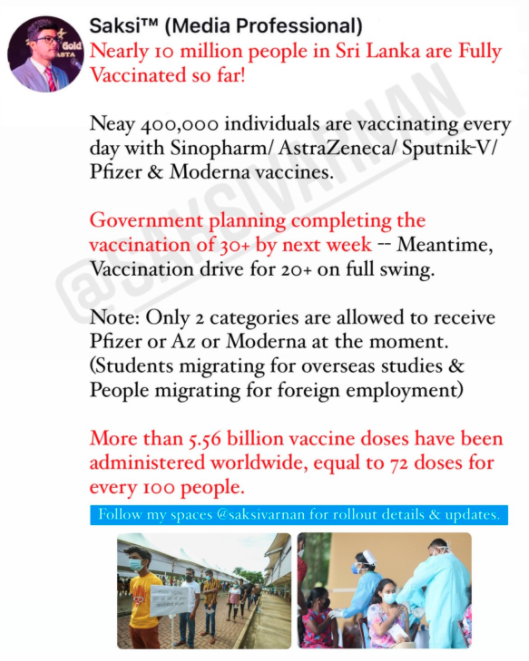 Saksi™ (Media Professional)
Gold
Nearly 10 million people in Sri Lanka are Fully
Vaccinated so far!
Neay 400,000 individuals are vaccinating every
day with Sinopharm/ AstraZeneca/ Sputnik-V/
Pfizer & Moderna vaccines.
Government planning completing the
vaccination of 30+ by next week -- Meantime,
Vaccination drive for 20+ on full swing.
@SAKSIVARNAN
Note: Only 2 categories are allowed to receive
Pfizer or Az or Moderna at the moment.
(Students migrating for overseas studies &
People migrating for foreign employment)
More than 5.56 billion vaccine doses have been
administered worldwide, equal to 72 doses for
every 100 people.
Follow my spaces @saksivarnan for rollout details & updates.